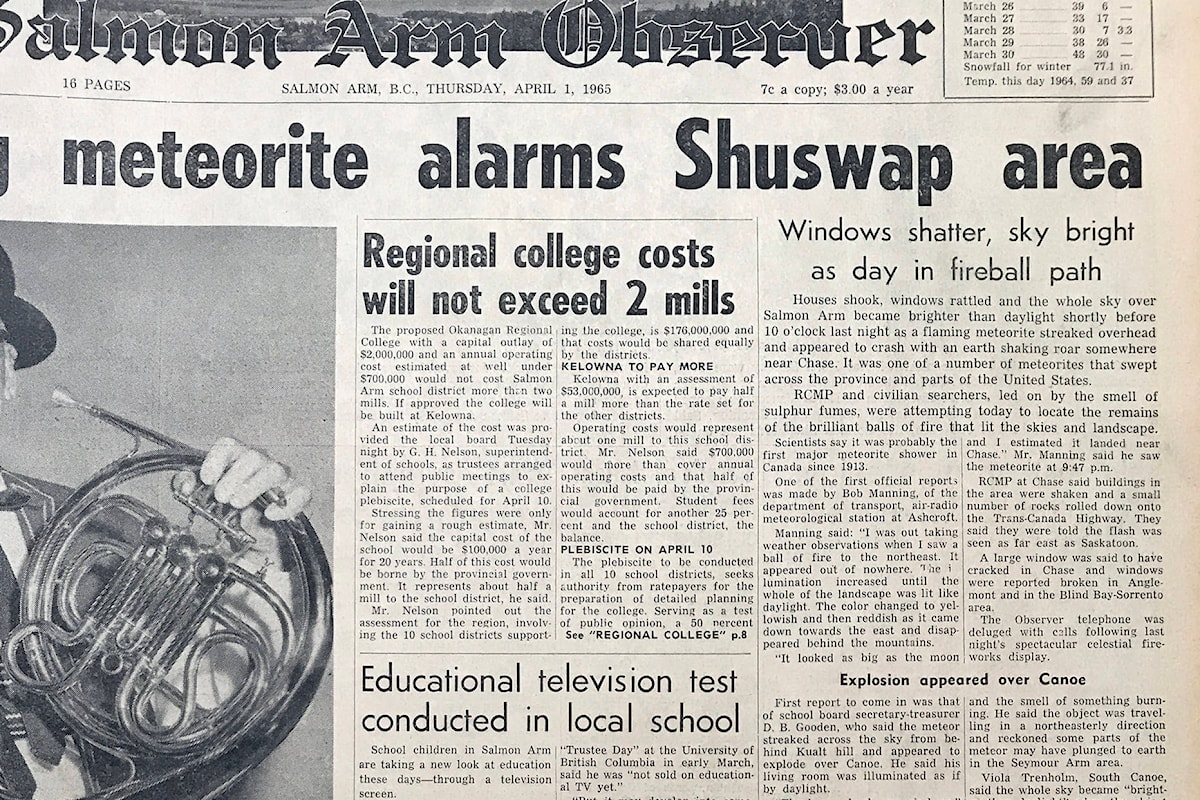 Salmon Arm Observer
March 26 39 6 —
March 27 33 17 —
March 28 30 7 3.3
March 29 38 26 —
March 30 43 30 —
Snowfall for winter 77.1 in.
Temp. this day 1964, 59 and 37
16 PAGES SALMON ARM, B.C., THURSDAY, APRIL 1, 1965 7c a copy; $3.00 a year
meteorite alarms Shuswap area
Regional college costs
will not exceed 2 mills
The proposed Okanagan Regional
College with a capital outlay of
$2,000,000 and an annual operating
cost estimated at well under
$700,000 would not cost Salmon
Arm school district more than two
mills. If approved the college will
be built at Kelowna.
An estimate of the cost was pro-
vided the local board Tuesday
night by G. H. Nelson, superintend-
ent of schools, as trustees arranged
to attend public meetings to ex-
plain the purpose of a college
plebiscite, scheduled for April 10.
Stressing the figures were only
for gaining a rough estimate, Mr.
Nelson said the capital cost of the
school would be $100,000 a year
for 20 years. Half of this cost would
be borne by the provincial govern-
ment. It represents about half a
mill to the school district, he said.
Mr. Nelson pointed out the
assessment for the region, involv-
ing the 10 school districts support-
ing the college, is $176,000,000 and
that costs would be shared equally
by the districts.
KELOWNA TO PAY MORE
Kelowna with an assessment of
$53,000,000, is expected to pay half
a mill more than the rate set for
the other districts.
Operating costs would represent
about one mill to this school dis-
trict. Mr. Nelson said $700,000
would more than cover annual
operating costs and that half of
this would be paid by the provin-
cial government. Student fees
would account for another 25 per-
cent and the school district, the
balance.
PLEBISCITE ON APRIL 10
The plebiscite to be conducted
in all 10 school districts, seeks
authority from ratepayers for the
preparation of detailed planning
for the college. Serving as a test
of public opinion, a 50 percent
See "REGIONAL COLLEGE" p.8
Educational television test
conducted in local school
School children in Salmon Arm
are taking a new look at education
these days—through a television
screen.
"Trustee Day" at the University of
British Columbia in early March,
said he was "not sold on education-
al TV yet."
Windows shatter, sky bright
as day in fireball path
Houses shook, windows rattled and the whole sky over
Salmon Arm became brighter than daylight shortly before
10 o'clock last night as a flaming meteorite streaked overhead
and appeared to crash with an earth shaking roar somewhere
near Chase. It was one of a number of meteorites that swept
across the province and parts of the United States.
RCMP and civilian searchers, led on by the smell of
sulphur fumes, were attempting today to locate the remains
of the brilliant balls of fire that lit the skies and landscape.
Scientists say it was probably the
first major meteorite shower in
Canada since 1913.
One of the first official reports
was made by Bob Manning, of the
department of transport, air-radio
meteorological station at Ashcroft.
Manning said: "I was out taking
weather observations when I saw a
ball of fire to the northeast. It
appeared out of nowhere. The i
lumination increased until the
whole of the landscape was lit like
daylight. The color changed to yel-
lowish and then reddish as it came
down towards the east and disap-
peared behind the mountains.
"It looked as big as the moon
and I estimated it landed near
Chase." Mr. Manning said he saw
the meteorite at 9:47 p.m.
RCMP at Chase said buildings in
the area were shaken and a small
number of rocks rolled down onto
the Trans-Canada Highway. They
said they were told the flash was
seen as far east as Saskatoon.
A large window was said to have
cracked in Chase and windows
were reported broken in Angle-
mont and in the Blind Bay-Sorrento
area.
The Observer telephone was
deluged with calls following last
night's spectacular celestial fire-
works display.
Explosion appeared over Canoe
First report to come in was that
of school board secretary-treasurer
D. B. Gooden, who said the meteor
streaked across the sky from be-
hind Kualt hill and appeared to
explode over Canoe. He said his
living room was illuminated as if
by daylight.
and the smell of something burn-
ing. He said the object was travel-
ling in a northeasterly direction
and reckoned some parts of the
meteor may have plunged to earth
in the Seymour Arm area.
Viola Trenholm, South Canoe,
said the whole sky became "bright-